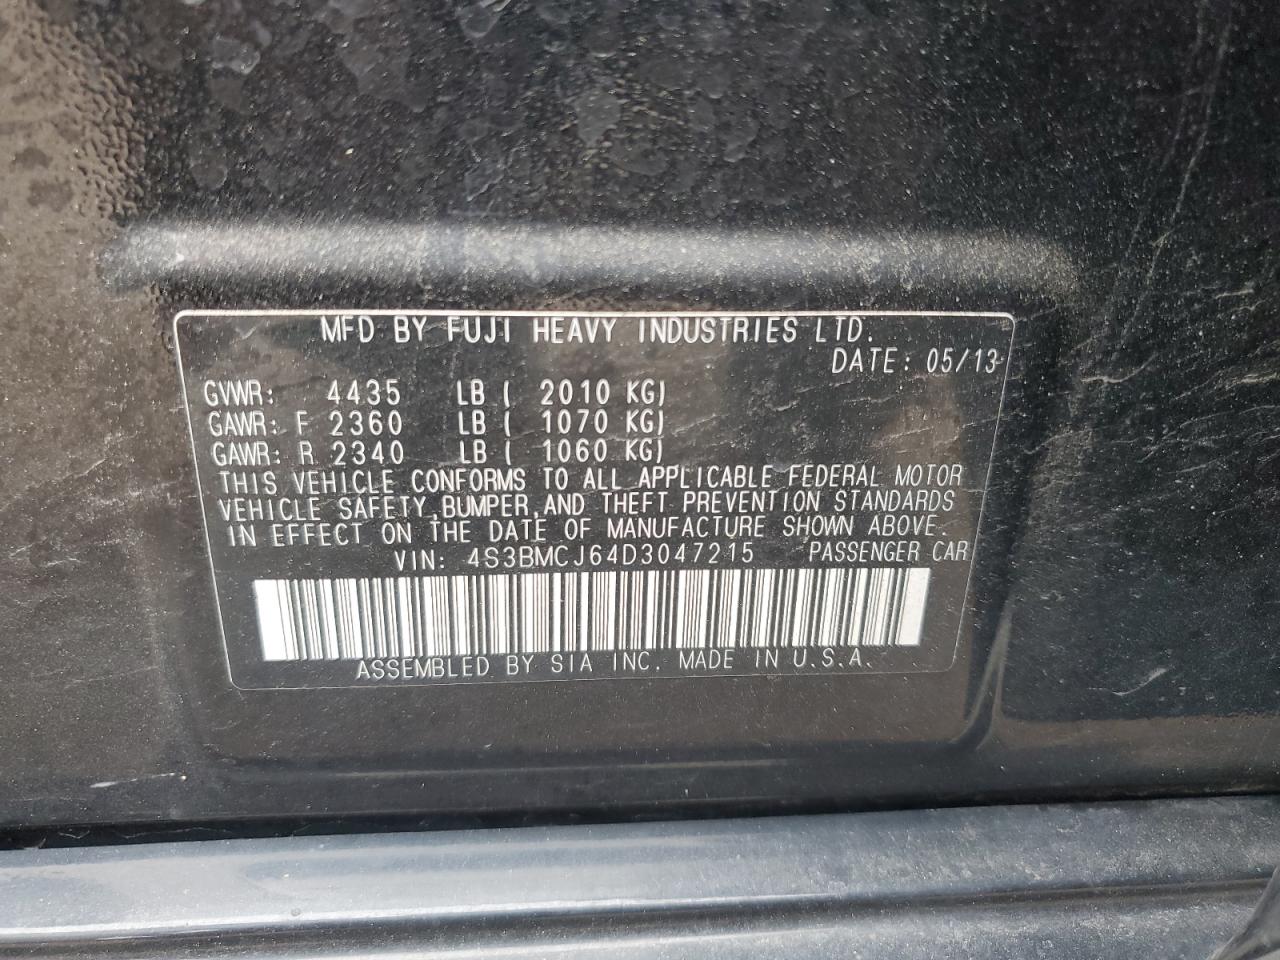 MFD BY FUJI HEAVY INDUSTRIES LTD.
DATE: 05/13
GVWR: 4435 LB ( 2010 KG)
GAWR: F 2360 LB ( 1070 KG)
GAWR: R 2340 LB ( 1060 KG)
THIS VEHICLE CONFORMS TO ALL APPLICABLE FEDERAL MOTOR
VEHICLE SAFETY,BUMPER,AND THEFT PREVENTION STANDARDS
IN EFFECT ON THE DATE OF MANUFACTURE SHOWN ABOVE.
VIN: 4S3BMCJ64D3047215 PASSENGER CAR
ASSEMBLED BY SIA INC. MADE IN U.S.A.